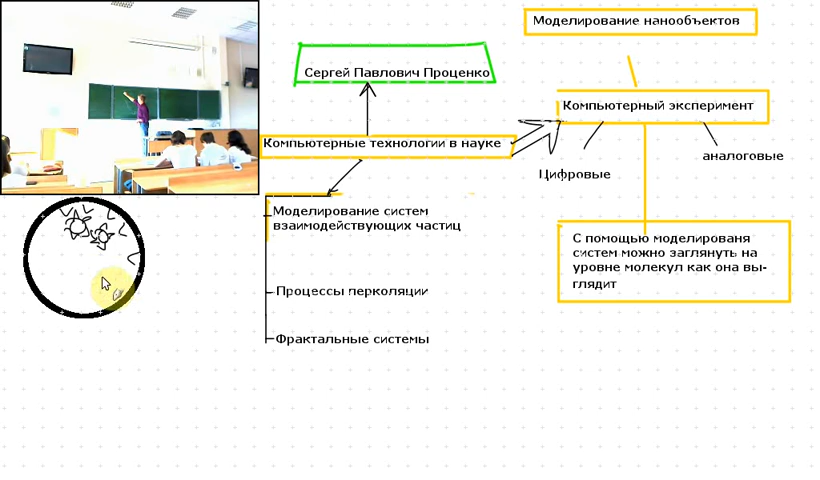 Моделирование нанообъектов
Сергей Павлович Проценко
Компьютерный эксперимент
Компьютерные технологии в науке
аналоговые
Цифровые
Моделирование систем
взаимодействующих частиц
С помощью моделированя
систем можно заглянуть на
уровне молекул как она вы-
глядит
Процессы перколяции
Фрактальные системы